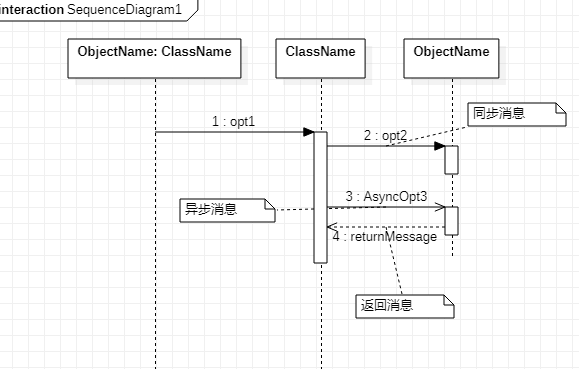 interaction SequenceDiagram1
ObjectName: ClassName
ClassName
ObjectName
同步消息
1 : opt1
2 : opt2
3 : AsyncOpt3
异步消息
4 : returnMessage
返回消息